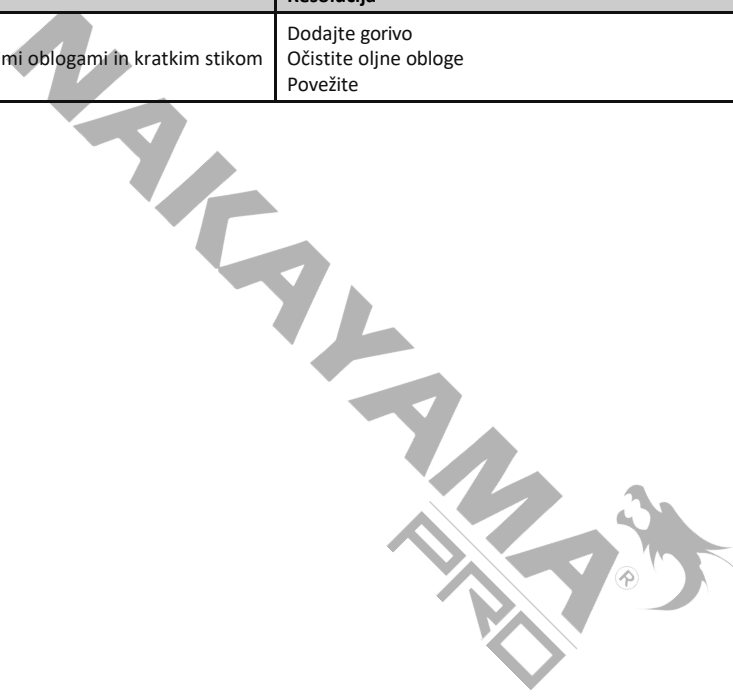 Resolucija
mi oblogami in kratkim stikom
Dodajte gorivo
Očistite oljne obloge
Povežite
NAKAYAMA
PRO
®